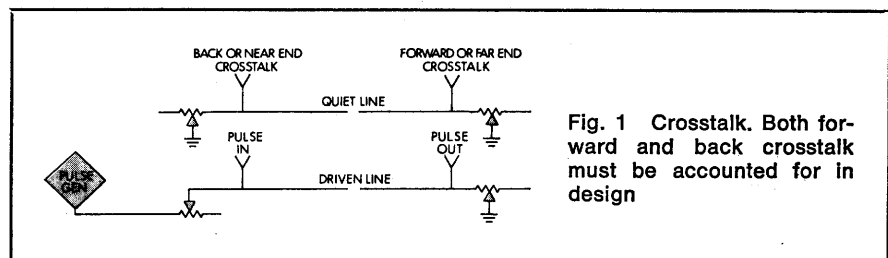 BACK OR NEAR END
CROSSTALK
FORWARD OR FAR END
CROSSTALK
QUIET LINE
PULSE
IN
PULSE
OUT
PULSE
GEN
DRIVEN LINE
Fig. 1 Crosstalk. Both for-
ward and back crosstalk
must be accounted for in
design